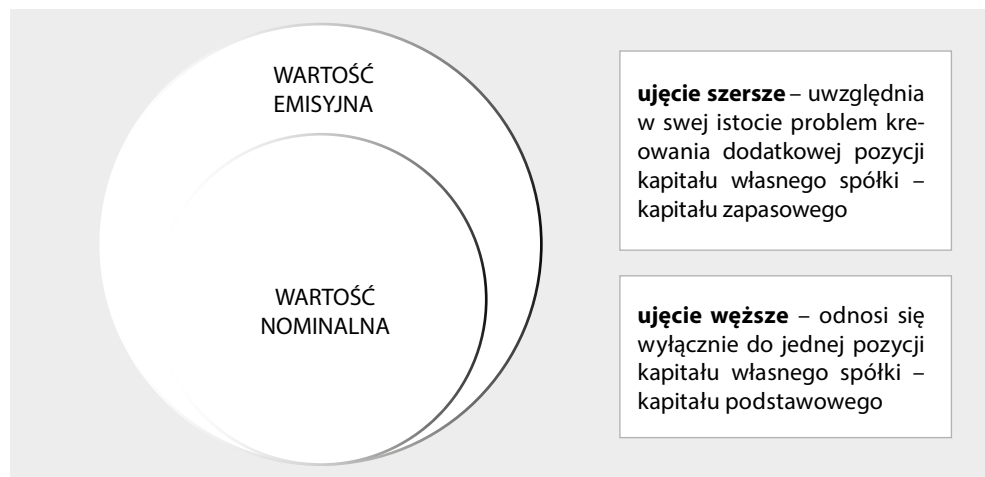 WARTOŚĆ
EMISYJNA
WARTOŚĆ
NOMINALNA
ujęcie szersze – uwzględnia
w swej istocie problem kre-
owania dodatkowej pozycji
kapitału własnego spółki –
kapitału zapasowego
ujęcie węższe – odnosi się
wyłącznie do jednej pozycji
kapitału własnego spółki –
kapitału podstawowego